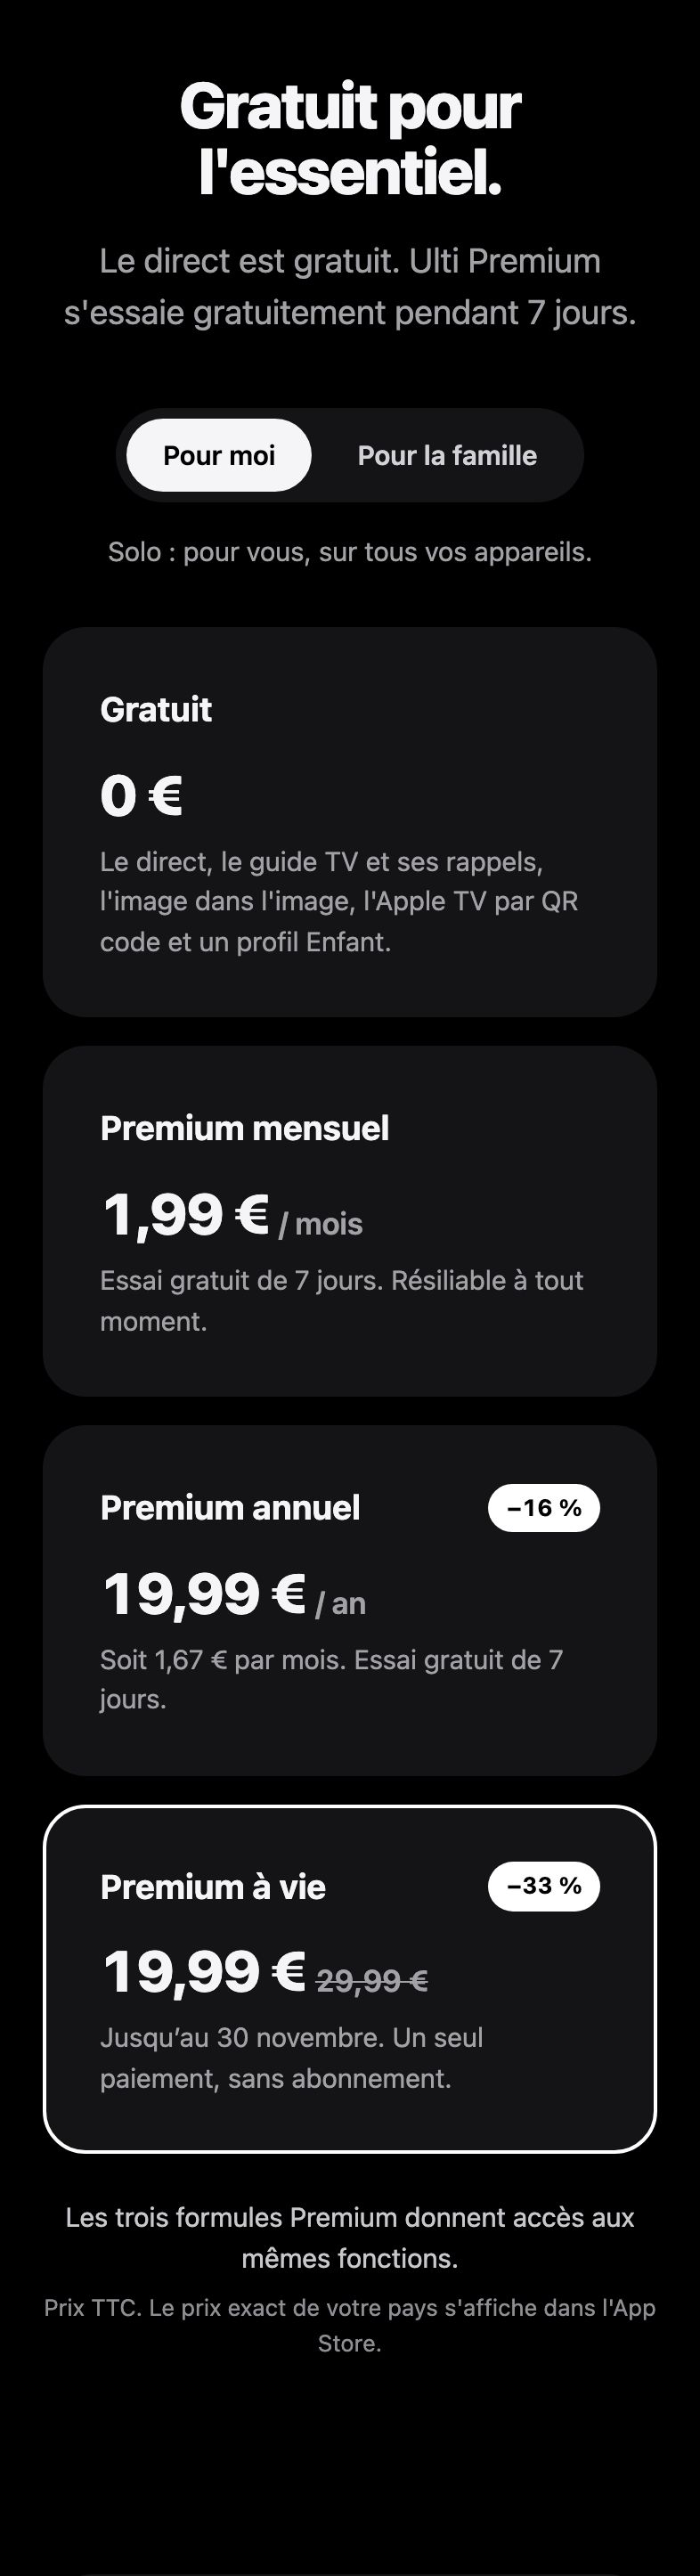 Gratuit pour
l'essentiel.
Le direct est gratuit. Ulti Premium
s'essaie gratuitement pendant 7 jours.
Pour moi
Pour la famille
Solo : pour vous, sur tous vos appareils.
Gratuit
0 €
Le direct, le guide TV et ses rappels,
l'image dans l'image, l'Apple TV par QR
code et un profil Enfant.
Premium mensuel
1,99 € / mois
Essai gratuit de 7 jours. Résiliable à tout
moment.
Premium annuel
−16 %
19,99 € / an
Soit 1,67 € par mois. Essai gratuit de 7
jours.
Premium à vie
−33 %
19,99 € 29,99 €
Jusqu’au 30 novembre. Un seul
paiement, sans abonnement.
Les trois formules Premium donnent accès aux
mêmes fonctions.
Prix TTC. Le prix exact de votre pays s'affiche dans l'App
Store.